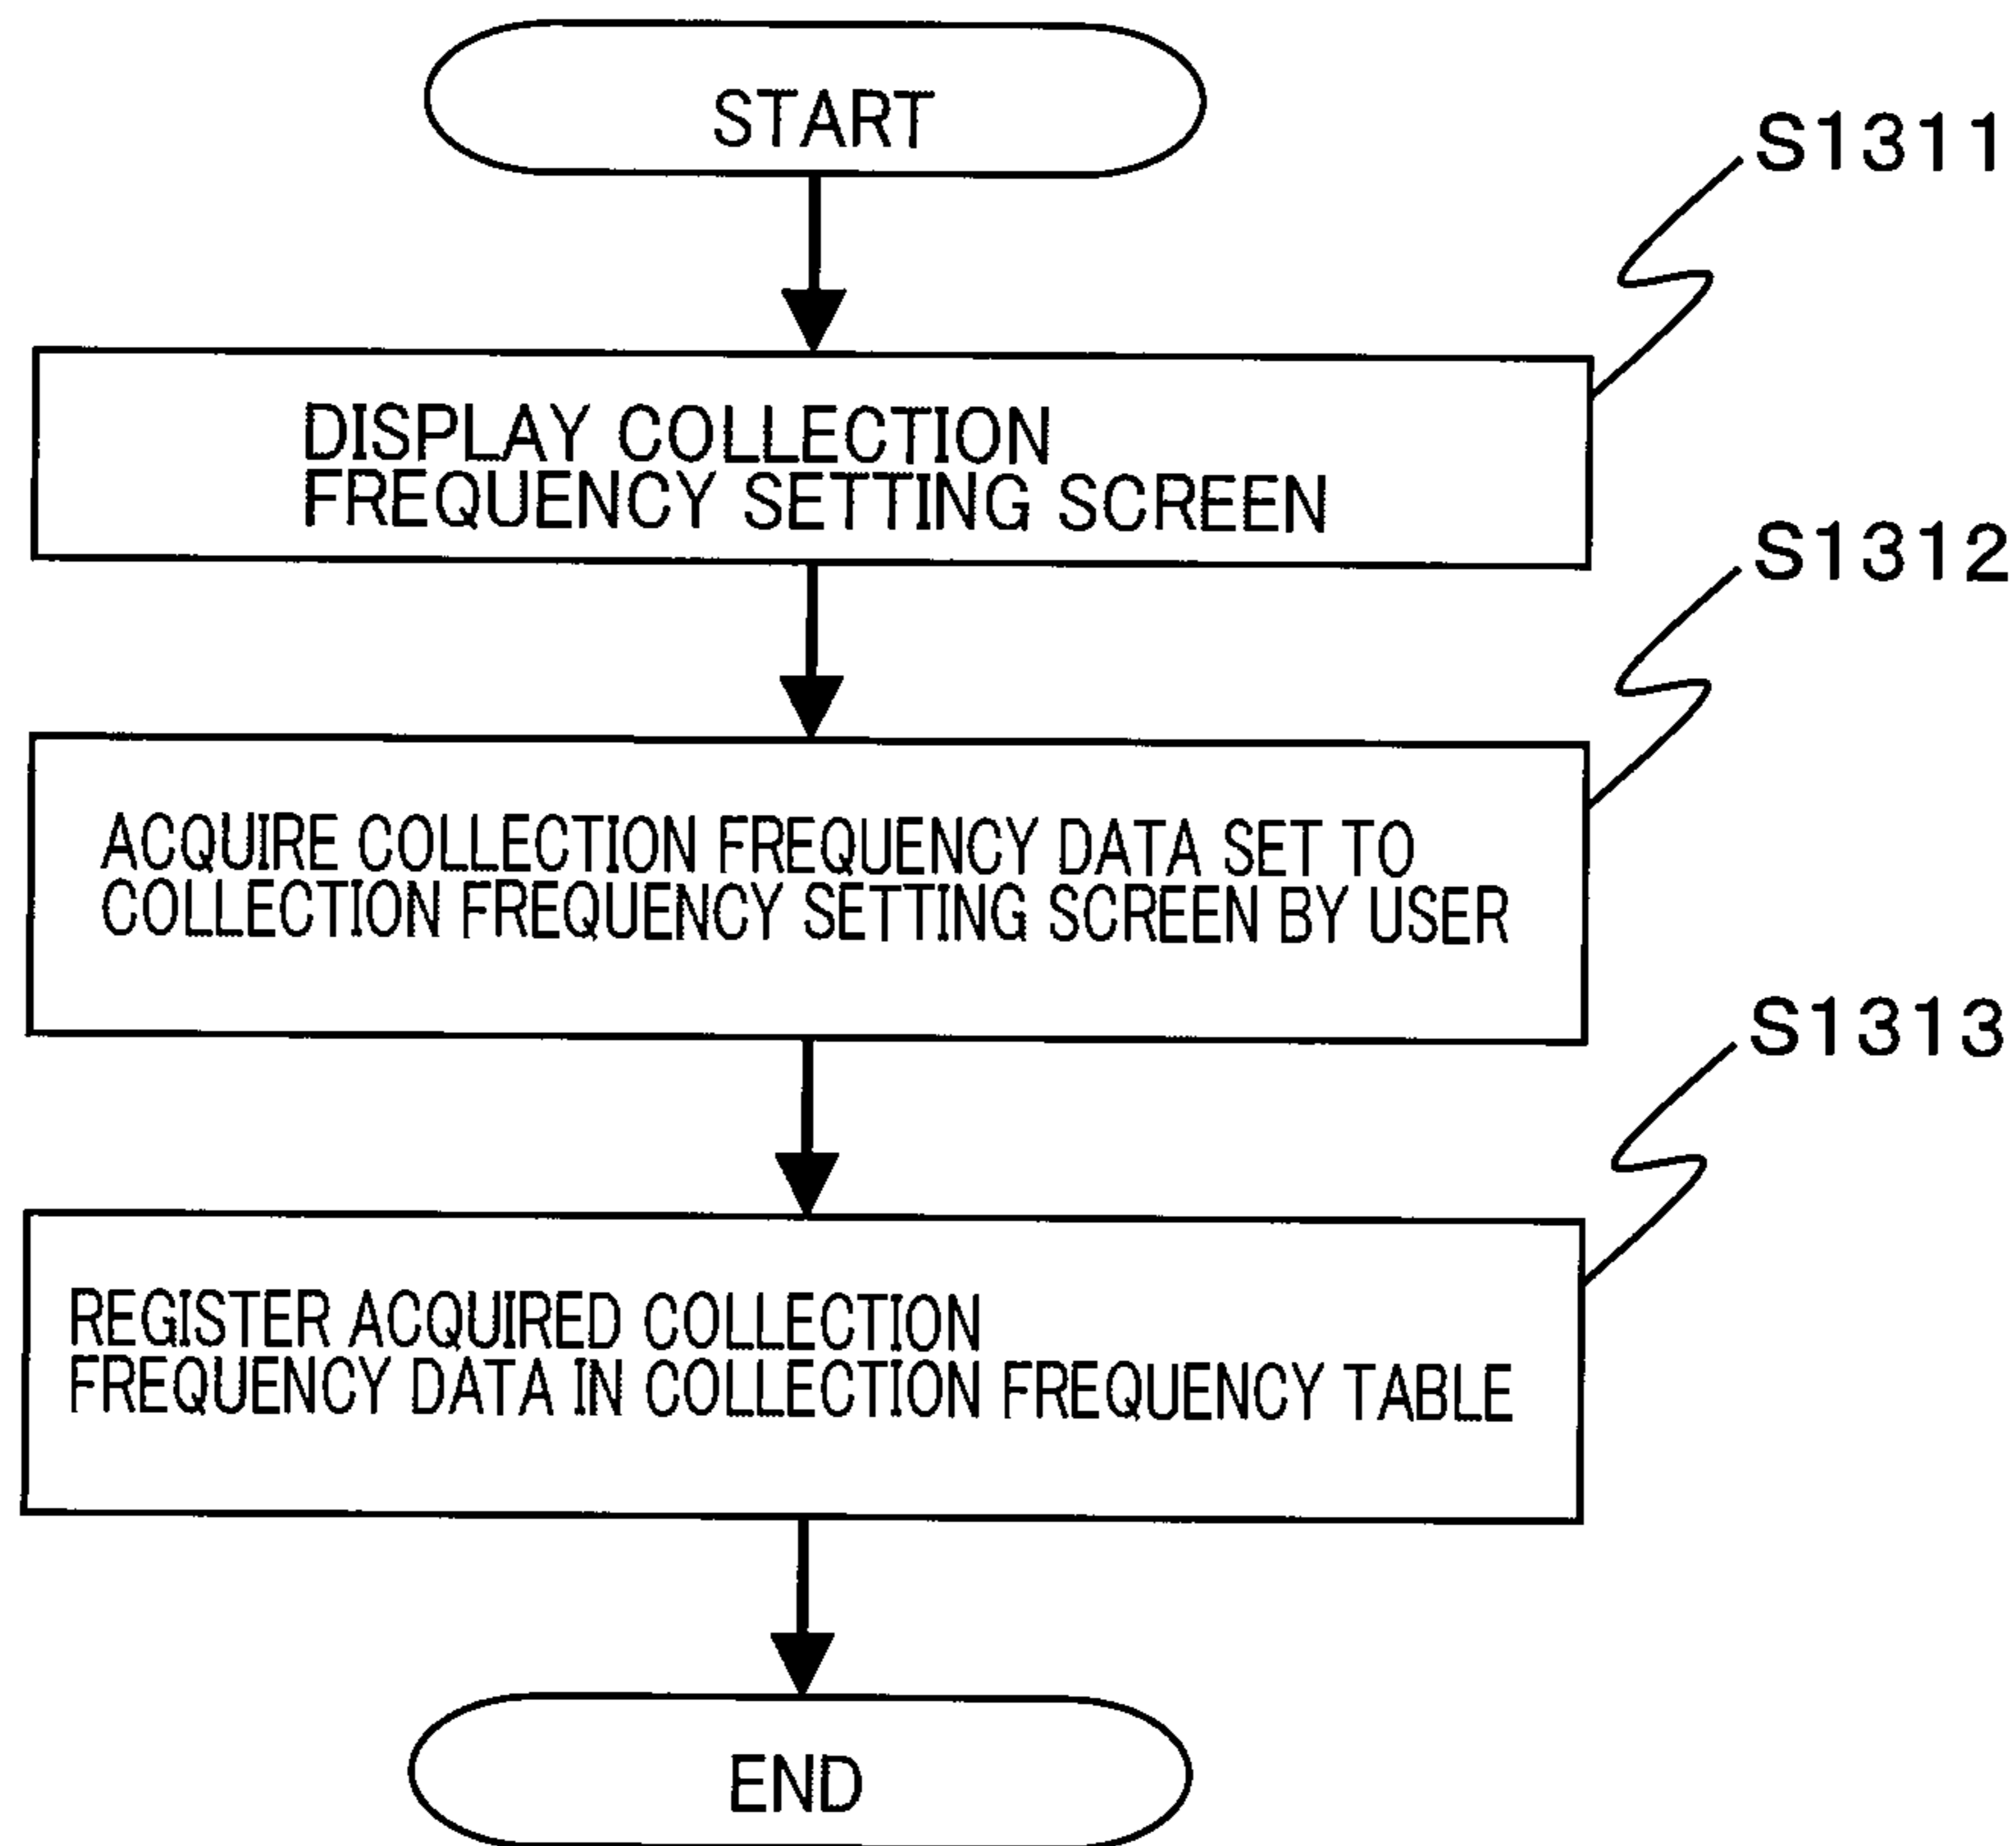 START
S1311
DISPLAY COLLECTION
FREQUENCY SETTING SCREEN
S1312
ACQUIRE COLLECTION FREQUENCY DATA SET TO
COLLECTION FREQUENCY SETTING SCREEN BY USER
S1313
REGISTER ACQUIRED COLLECTION
FREQUENCY DATA IN COLLECTION FREQUENCY TABLE
END